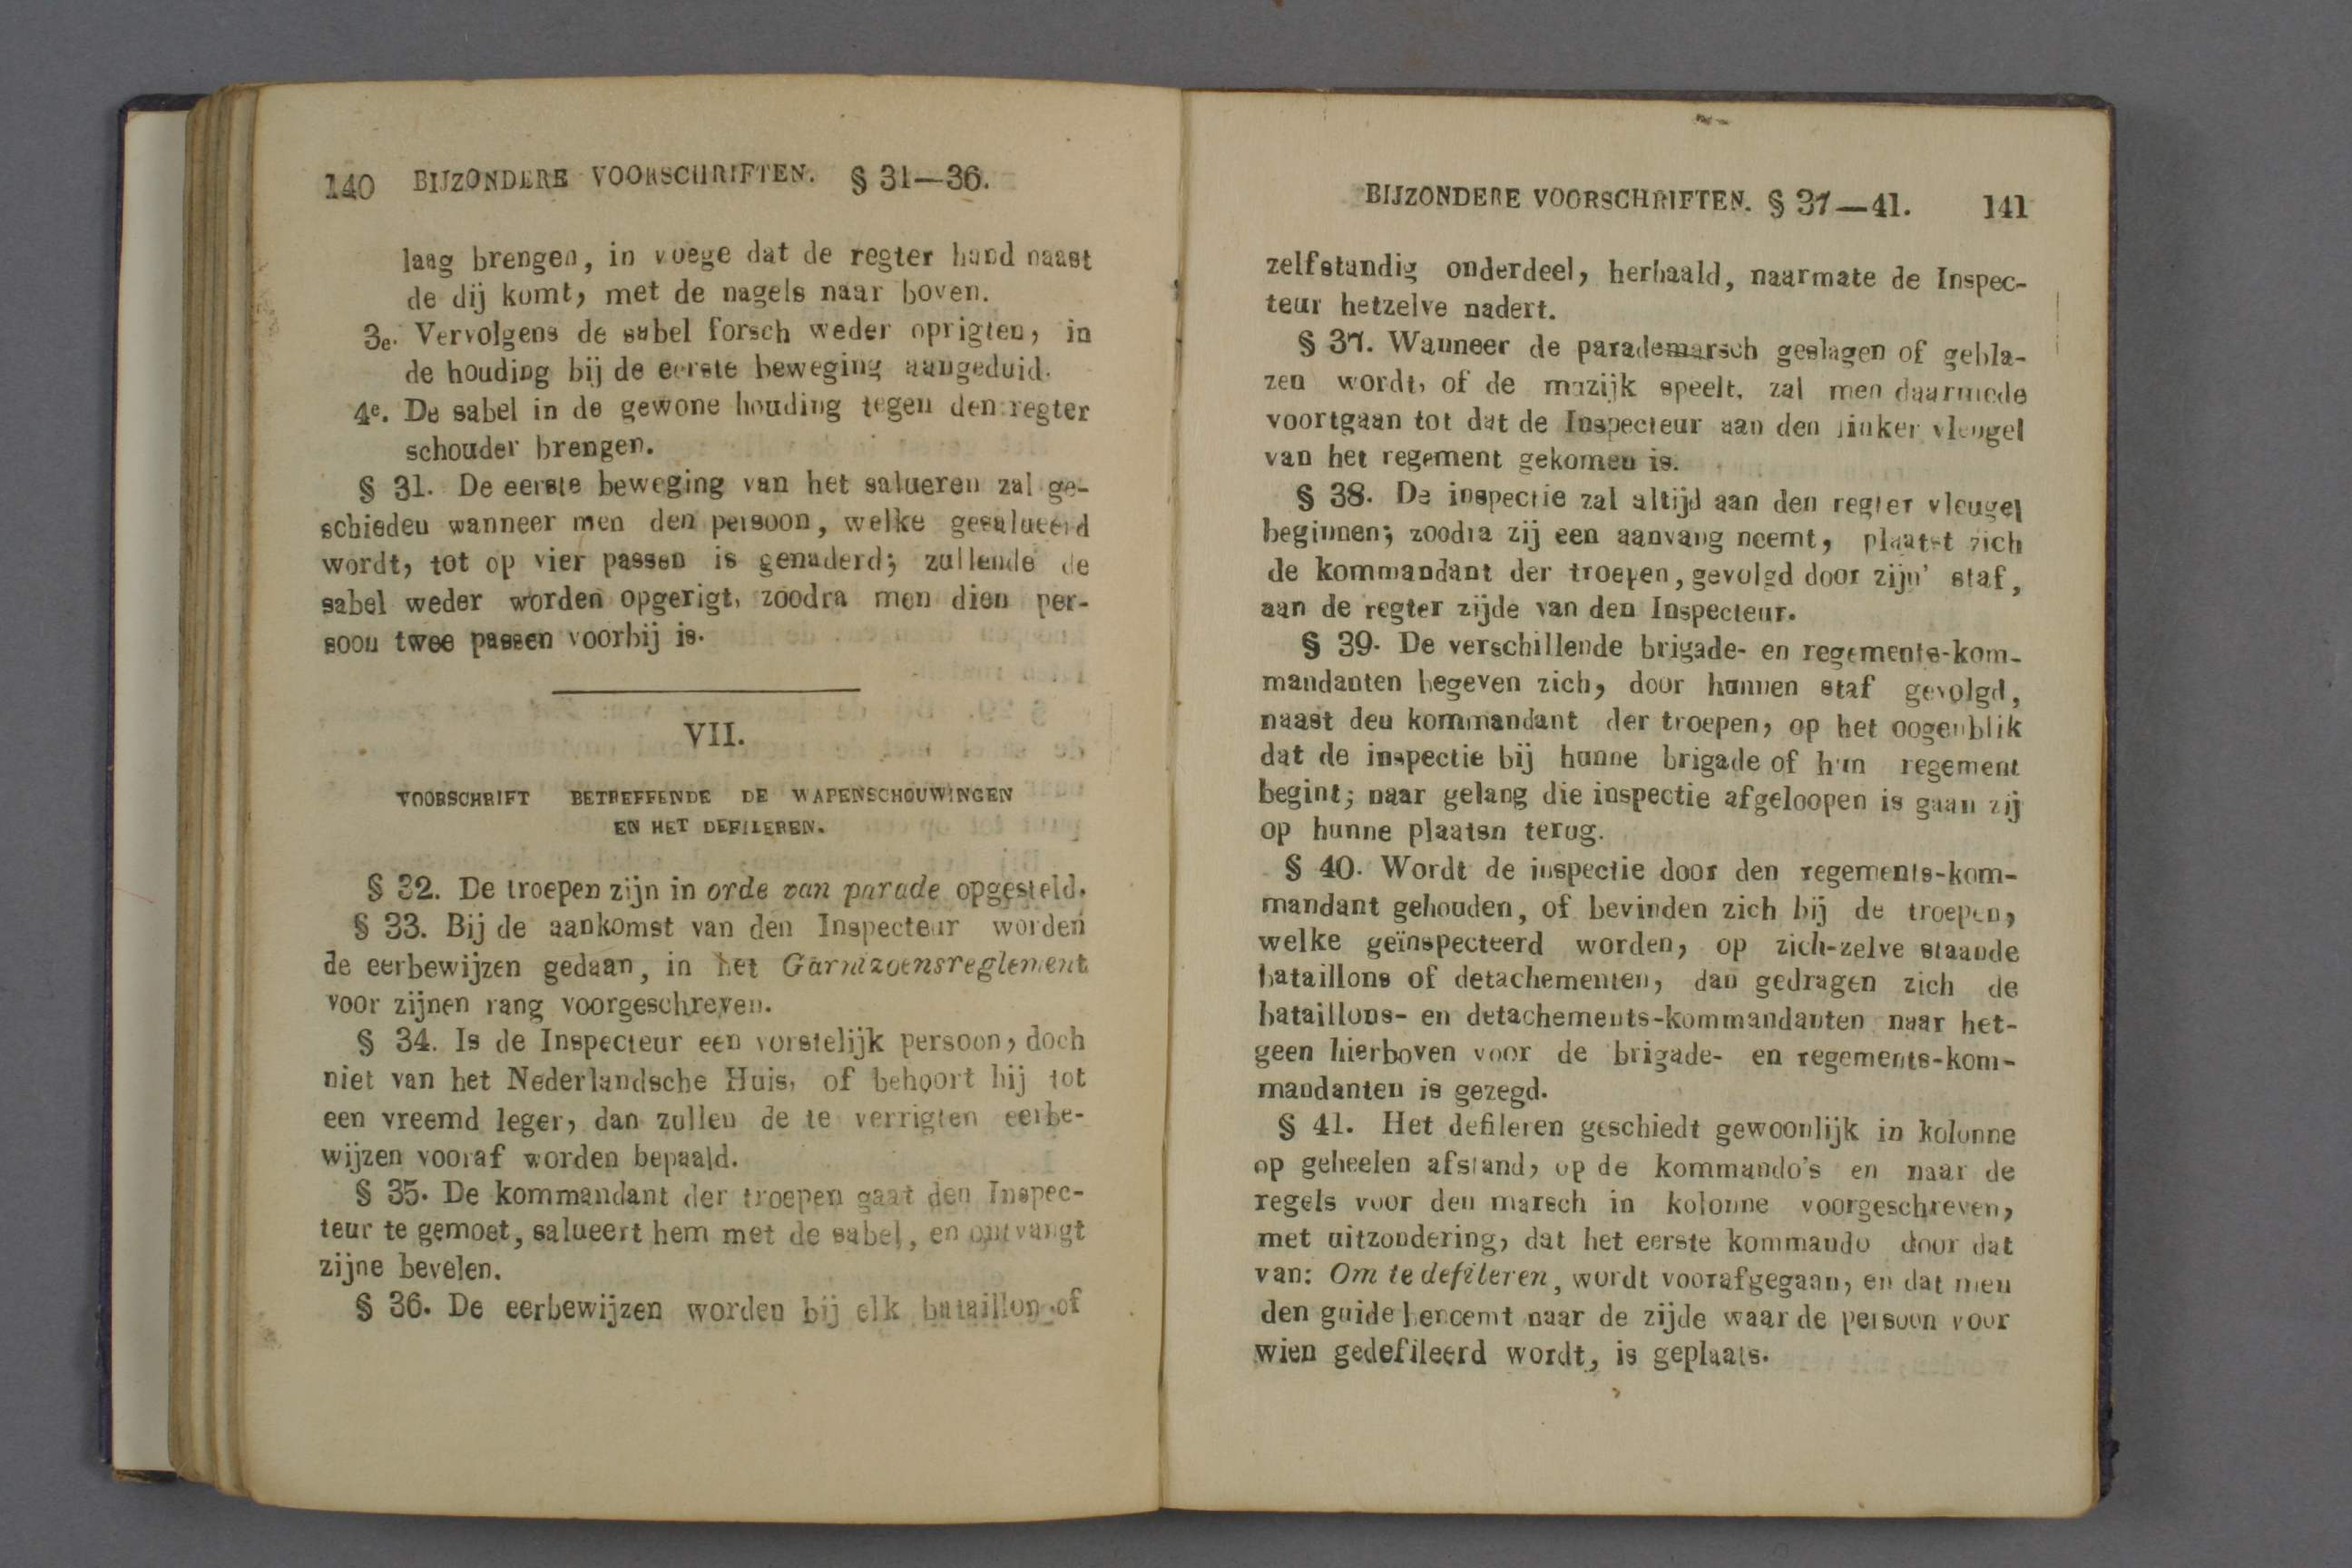 140 BIJZONDERE VOORSCHRIFTEN. § 31—36.
laag brengen, in voege dat de regter hand naast
de dij komt, met de nagels naar boven.
3e. Vervolgens de sabel forsch weder oprigten, in
de houding bij de eerste beweging aangeduid.
4e. De sabel in de gewone houding tegen den regter
schouder brengen.
§ 31. De eerste beweging van het salueren zal ge-
schieden wanneer men den persoon, welke gesalueerd
wordt, tot op vier passen is genaderd; zullende de
sabel weder worden opgerigt, zoodra men dien per-
soon twee passen voorbij is.
VII.
VOORSCHRIFT BETREFFENDE DE WAPENSCHOUWINGEN
EN HET DEFILEREN.
§ 32. De troepen zijn in orde van parade opgesteld.
§ 33. Bij de aankomst van den Inspecteur worden
de eerbewijzen gedaan, in het Garnizoensreglement
voor zijnen rang voorgeschreven.
§ 34. Is de Inspecteur een vorstelijk persoon, doch
niet van het Nederlandsche Huis, of behoort hij tot
een vreemd leger, dan zullen de te verrigten eerbe-
wijzen vooraf worden bepaald.
§ 35. De kommandant der troepen gaat den Inspec-
teur te gemoet, salueert hem met de sabel, en ontvangt
zijne bevelen.
§ 36. De eerbewijzen worden bij elk bataillon of
BIJZONDERE VOORSCHRIFTEN. § 37—41. 141
zelfstandig onderdeel, herhaald, naarmate de Inspec-
teur hetzelve nadert.
§ 37. Wanneer de parademarsch geslagen of gebla-
zen wordt, of de muzijk speelt, zal men daarmede
voortgaan tot dat de Inspecteur aan den linker vleugel
van het regement gekomen is.
§ 38. De inspectie zal altijd aan den regter vleugel
beginnen; zoodra zij een aanvang neemt, plaatst zich
de kommandant der troepen, gevolgd door zijn' staf,
aan de regter zijde van den Inspecteur.
§ 39. De verschillende brigade- en regements-kom-
mandanten begeven zich, door hunnen staf gevolgd,
naast den kommandant der troepen, op het oogenblik
dat de inspectie bij hunne brigade of hun regement
begint; naar gelang die inspectie afgeloopen is gaan zij
op hunne plaatsn terug.
§ 40. Wordt de inspectie door den regements-kom-
mandant gehouden, of bevinden zich bij de troepen,
welke geïnspecteerd worden, op zich-zelve staande
bataillons of detachementen, dan gedragen zich de
bataillons- en detachements-kommandanten naar het-
geen hierboven voor de brigade- en regements-kom-
mandanten is gezegd.
§ 41. Het defileren geschiedt gewoonlijk in kolonne
op geheelen afstand, op de kommando's en naar de
regels voor den marsch in kolonne voorgeschreven,
met uitzondering, dat het eerste kommando door dat
van: Om te defileren, wordt voorafgegaan, en dat men
den guide beneemt naar de zijde waar de persoon voor
wien gedefileerd wordt, is geplaats.